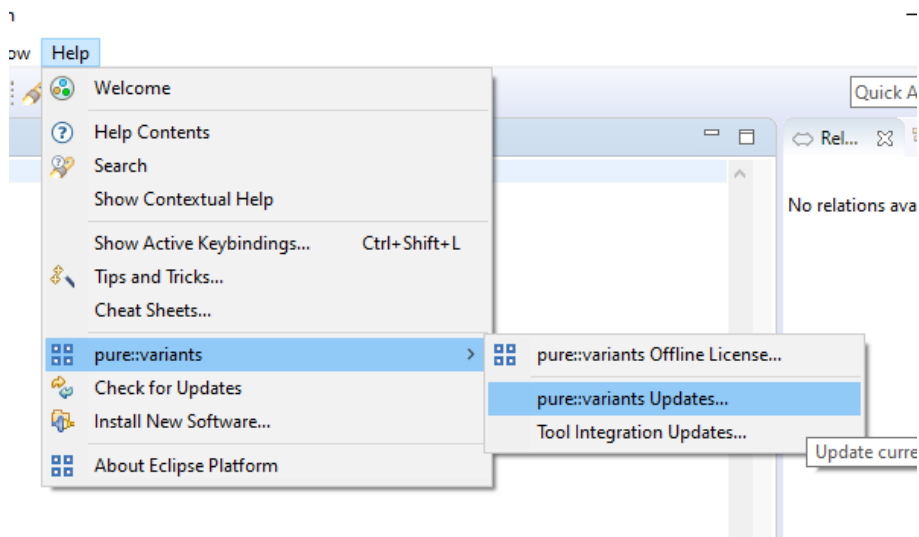 Help
Welcome
Quick A
Help Contents
Rel...
Search
Show Contextual Help
No relations ava
Show Active Keybindings... Ctrl+Shift+L
Tips and Tricks...
Cheat Sheets...
pure::variants
pure::variants Offline License...
Check for Updates
pure::variants Updates...
Install New Software...
Tool Integration Updates...
Update curre
About Eclipse Platform